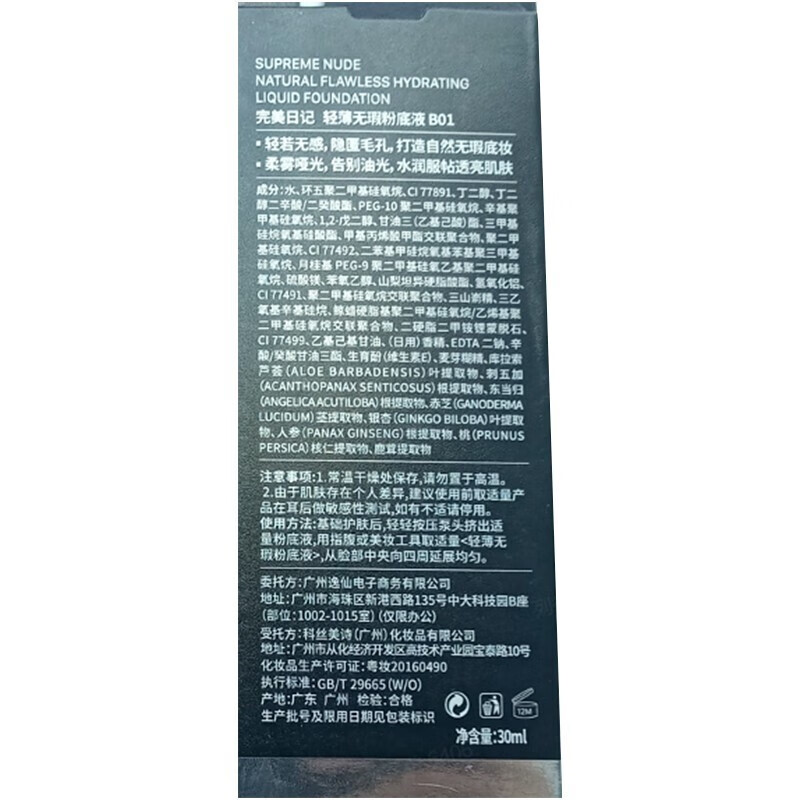 SUPREME NUDE
NATURAL FLAWLESS HYDRATING
LIQUID FOUNDATION
完美日记 轻薄无瑕粉底液 B01
▪ 轻若无感,隐匿毛孔,打造自然无瑕底妆
▪ 柔雾哑光,告别油光,水润服帖透亮肌肤
成分:水、环五聚二甲基硅氧烷、CI 77891、丁二醇、丁二
醇二辛酸/二癸酸酯、PEG-10 聚二甲基硅氧烷、辛基聚
甲基硅氧烷、1,2-戊二醇、甘油三(乙基己酸)酯、三甲基
硅烷氧基硅酸酯、甲基丙烯酸甲酯交联聚合物、聚二甲
基硅氧烷、CI 77492、二苯基甲硅烷氧基苯基聚三甲基
硅氧烷、月桂基 PEG-9 聚二甲基硅氧乙基聚二甲基硅
氧烷、硫酸镁、苯氧乙醇、山梨坦异硬脂酸酯、氢氧化铝、
CI 77491、聚二甲基硅氧烷交联聚合物、三山嵛精、三乙
氧基辛基硅烷、鲸蜡硬脂基聚二甲基硅氧烷/乙烯基聚
二甲基硅氧烷交联聚合物、二硬脂二甲铵锂蒙脱石、
CI 77499、乙基己基甘油、(日用)香精、EDTA 二钠、辛
酸/癸酸甘油三酯、生育酚(维生素E)、麦芽糊精、库拉索
芦荟(ALOE BARBADENSIS)叶提取物、刺五加
(ACANTHOPANAX SENTICOSUS)根提取物、东当归
(ANGELICA ACUTILOBA)根提取物、赤芝(GANODERMA
LUCIDUM)茎提取物、银杏(GINKGO BILOBA)叶提取
物、人参(PANAX GINSENG)根提取物、桃(PRUNUS
PERSICA)核仁提取物、鹿茸提取物
注意事项:1.常温干燥处保存,请勿置于高温。
2.由于肌肤存在个人差异,建议使用前取适量产
品在耳后做敏感性测试,如有不适请停用。
使用方法:基础护肤后,轻轻按压泵头挤出适
量粉底液,用指腹或美妆工具取适量<轻薄无
瑕粉底液>,从脸部中央向四周延展均匀。
委托方:广州逸仙电子商务有限公司
地址:广州市海珠区新港西路135号中大科技园B座
(部位:1002-1015室)(仅限办公)
受托方:科丝美诗(广州)化妆品有限公司
地址:广州市从化经济开发区高技术产业园宝泰路10号
化妆品生产许可证:粤妆20160490
执行标准:GB/T 29665(W/O)
产地:广东 广州 检验:合格
生产批号及限用日期见包装标识
12M
净含量:30ml